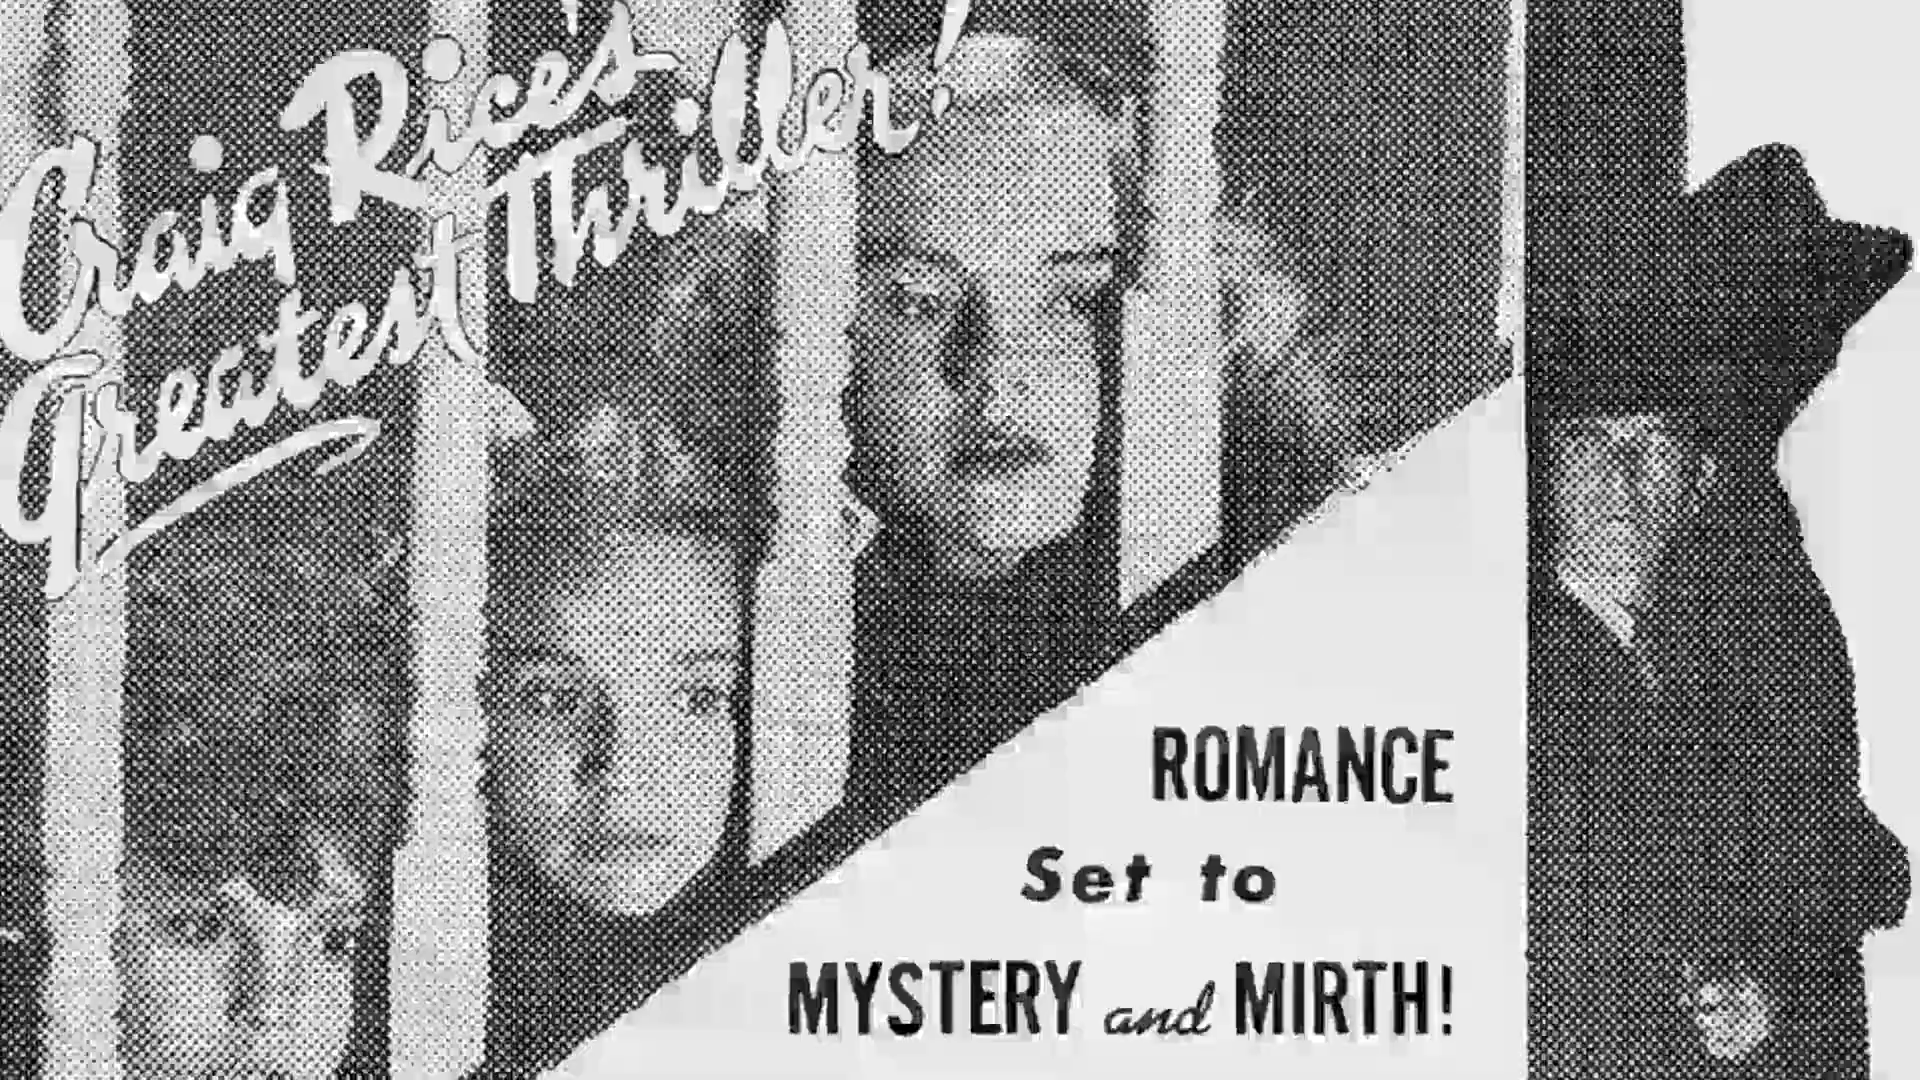 Craig Rice's
Greatest Thriller!
ROMANCE
Set to
MYSTERY and MIRTH!